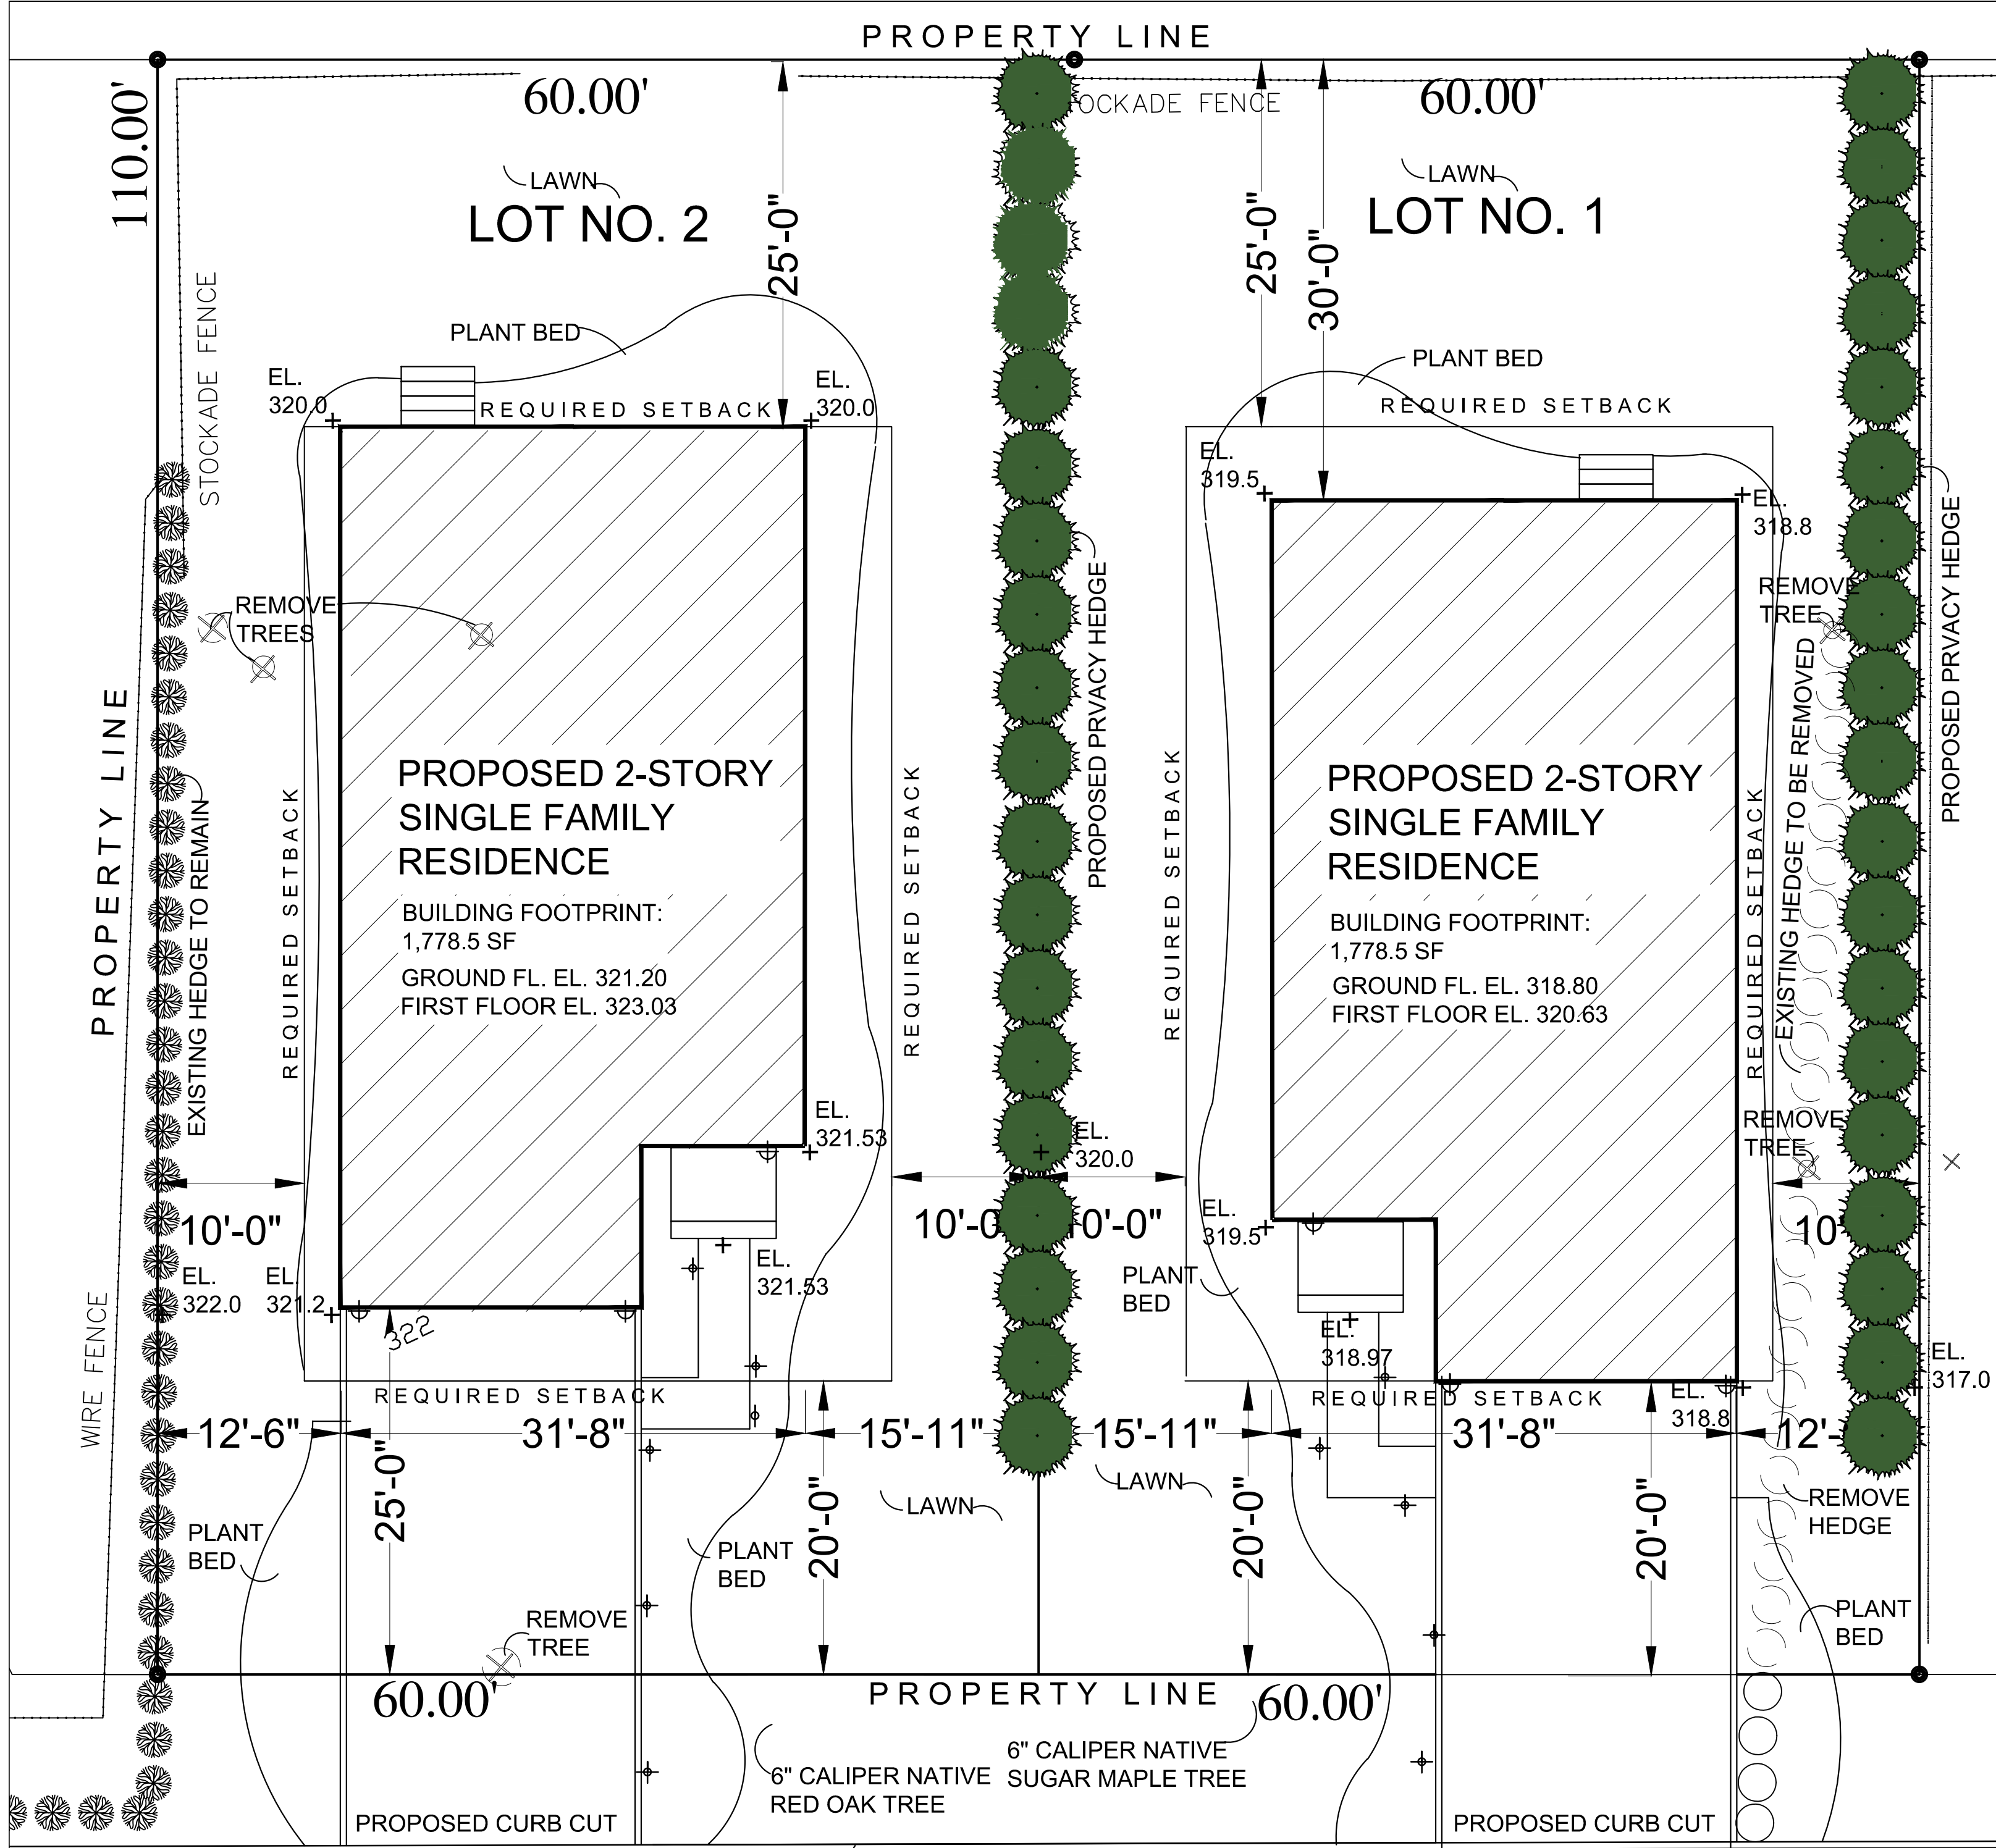 PROPERTY LINE
110.00'
60.00'
OCKADE FENCE
60.00'
LAWN
LOT NO. 2
25'-0"
LAWN
LOT NO. 1
25'-0"
30'-0"
STOCKADE FENCE
PLANT BED
PLANT BED
EL.
320.0
REQUIRED SETBACK
EL.
320.0
REQUIRED SETBACK
EL.
319.5
EL.
318.8
REMOVE
TREES
PROPOSED PRVACY HEDGE
REMOVE
TREE
PROPOSED PRVACY HEDGE
PROPERTY LINE
EXISTING HEDGE TO REMAIN
REQUIRED SETBACK
PROPOSED 2-STORY
SINGLE FAMILY
RESIDENCE
BUILDING FOOTPRINT:
1,778.5 SF
GROUND FL. EL. 321.20
FIRST FLOOR EL. 323.03
REQUIRED SETBACK
REQUIRED SETBACK
PROPOSED 2-STORY
SINGLE FAMILY
RESIDENCE
BUILDING FOOTPRINT:
1,778.5 SF
GROUND FL. EL. 318.80
FIRST FLOOR EL. 320.63
REQUIRED SETBACK
EXISTING HEDGE TO BE REMOVED
EL.
321.53
EL.
320.0
REMOVE
TREE
10'-0"
10'-0
0'-0"
EL.
319.5
10'
EL.
322.0
EL.
321.2
322
EL.
321.53
PLANT
BED
EL.
318.97
EL.
317.0
WIRE FENCE
REQUIRED SETBACK
REQUIRED SETBACK
EL.
318.8
12'-6"
31'-8"
15'-11"
15'-11"
31'-8"
12'-
25'-0"
20'-0"
LAWN
LAWN
20'-0"
20'-0"
REMOVE
HEDGE
PLANT
BED
PLANT
BED
REMOVE
TREE
PLANT
BED
60.00'
PROPERTY LINE
60.00'
6" CALIPER NATIVE
RED OAK TREE
6" CALIPER NATIVE
SUGAR MAPLE TREE
PROPOSED CURB CUT
PROPOSED CURB CUT